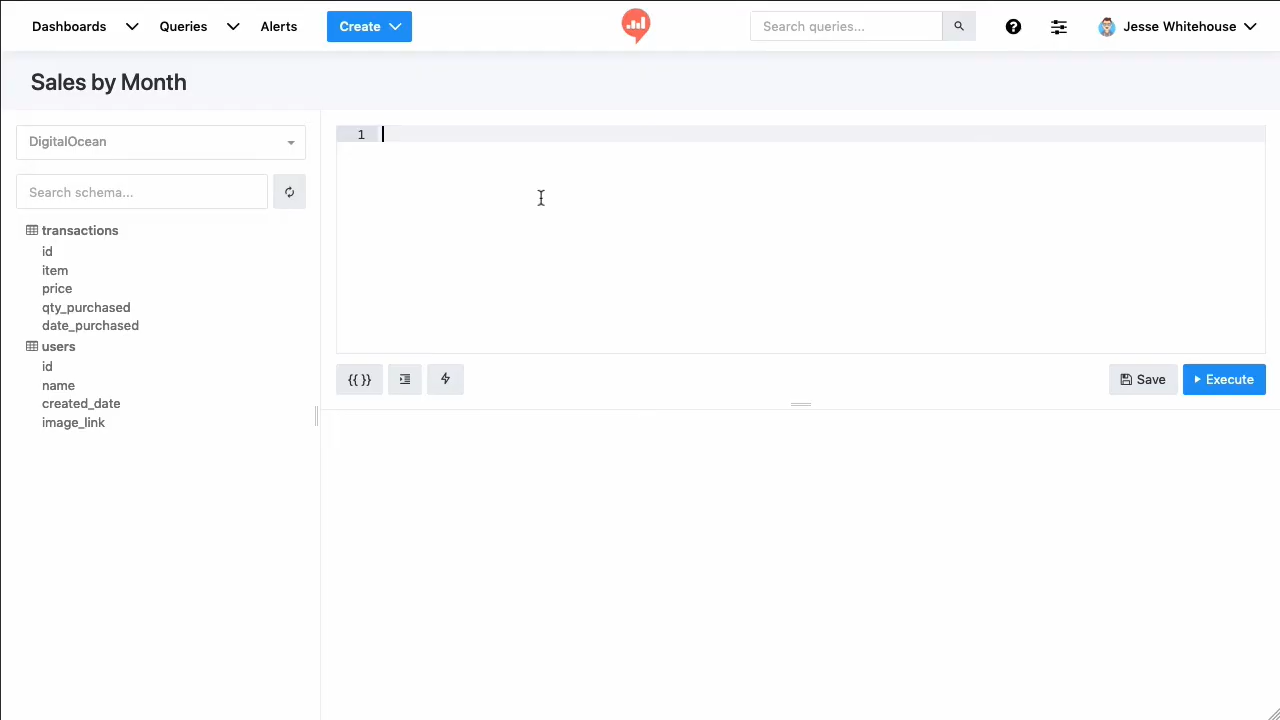 Dashboards Queries Alerts Create Search queries... Jesse Whitehouse
Sales by Month
DigitalOcean
1
Search schema...
transactions
id
item
price
qty_purchased
date_purchased
users
id
name
created_date
image_link
{{ }} Save Execute